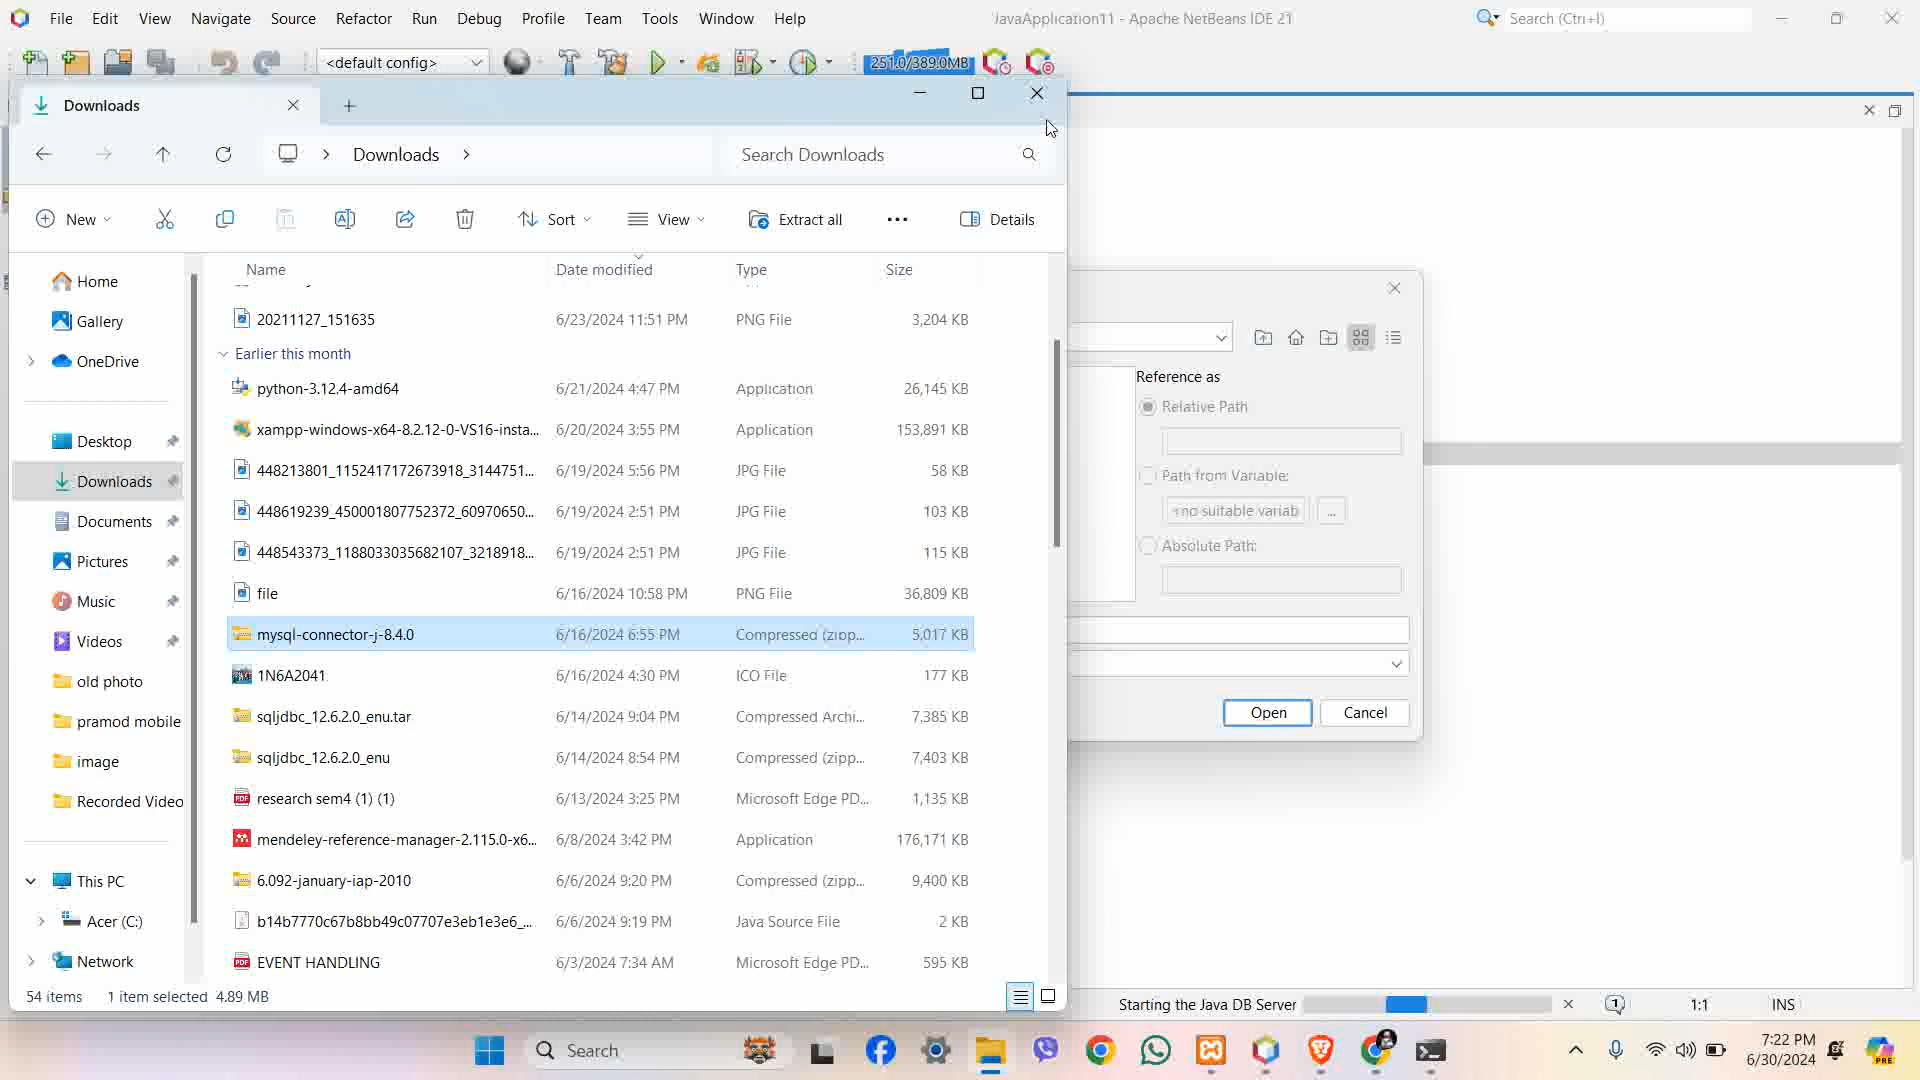 File Edit View Navigate Source Refactor Run Debug Profile Team Tools Window Help
JavaApplication11 - Apache NetBeans IDE 21
Search (Ctrl+I)
<default config>
251.0/389.0MB
Downloads
Downloads
Search Downloads
New Sort View Extract all Details
Name Date modified Type Size
20211127_151635 6/23/2024 11:51 PM PNG File 3,204 KB
Earlier this month
python-3.12.4-amd64 6/21/2024 4:47 PM Application 26,145 KB
xampp-windows-x64-8.2.12-0-VS16-insta... 6/20/2024 3:55 PM Application 153,891 KB
448213801_1152417172673918_3144751... 6/19/2024 5:56 PM JPG File 58 KB
448619239_450001807752372_60970650... 6/19/2024 2:51 PM JPG File 103 KB
448543373_1188033035682107_3218918... 6/19/2024 2:51 PM JPG File 115 KB
file 6/16/2024 10:58 PM PNG File 36,809 KB
mysql-connector-j-8.4.0 6/16/2024 6:55 PM Compressed (zipp... 5,017 KB
1N6A2041 6/16/2024 4:30 PM ICO File 177 KB
sqljdbc_12.6.2.0_enu.tar 6/14/2024 9:04 PM Compressed Archi... 7,385 KB
sqljdbc_12.6.2.0_enu 6/14/2024 8:54 PM Compressed (zipp... 7,403 KB
research sem4 (1) (1) 6/13/2024 3:25 PM Microsoft Edge PD... 1,135 KB
mendeley-reference-manager-2.115.0-x6... 6/8/2024 3:42 PM Application 176,171 KB
6.092-january-iap-2010 6/6/2024 9:20 PM Compressed (zipp... 9,400 KB
b14b7770c67b8bb49c07707e3eb1e3e6_... 6/6/2024 9:19 PM Java Source File 2 KB
EVENT HANDLING 6/3/2024 7:34 AM Microsoft Edge PD... 595 KB
Home
Gallery
OneDrive
Desktop
Downloads
Documents
Pictures
Music
Videos
old photo
pramod mobile
image
Recorded Video
This PC
Acer (C:)
Network
54 items 1 item selected 4.89 MB
Reference as
Relative Path
Path from Variable:
<no suitable variab
...
Absolute Path:
Open Cancel
Starting the Java DB Server
1
1:1
INS
Search
7:22 PM
6/30/2024
PRE